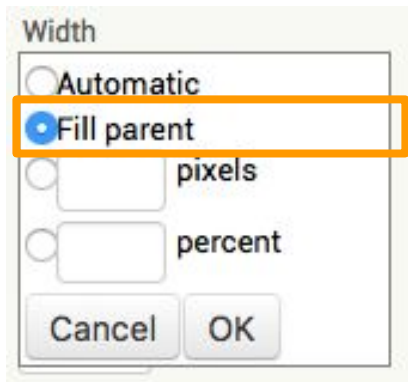 Width
Automatic
Fill parent
pixels
percent
Cancel OK